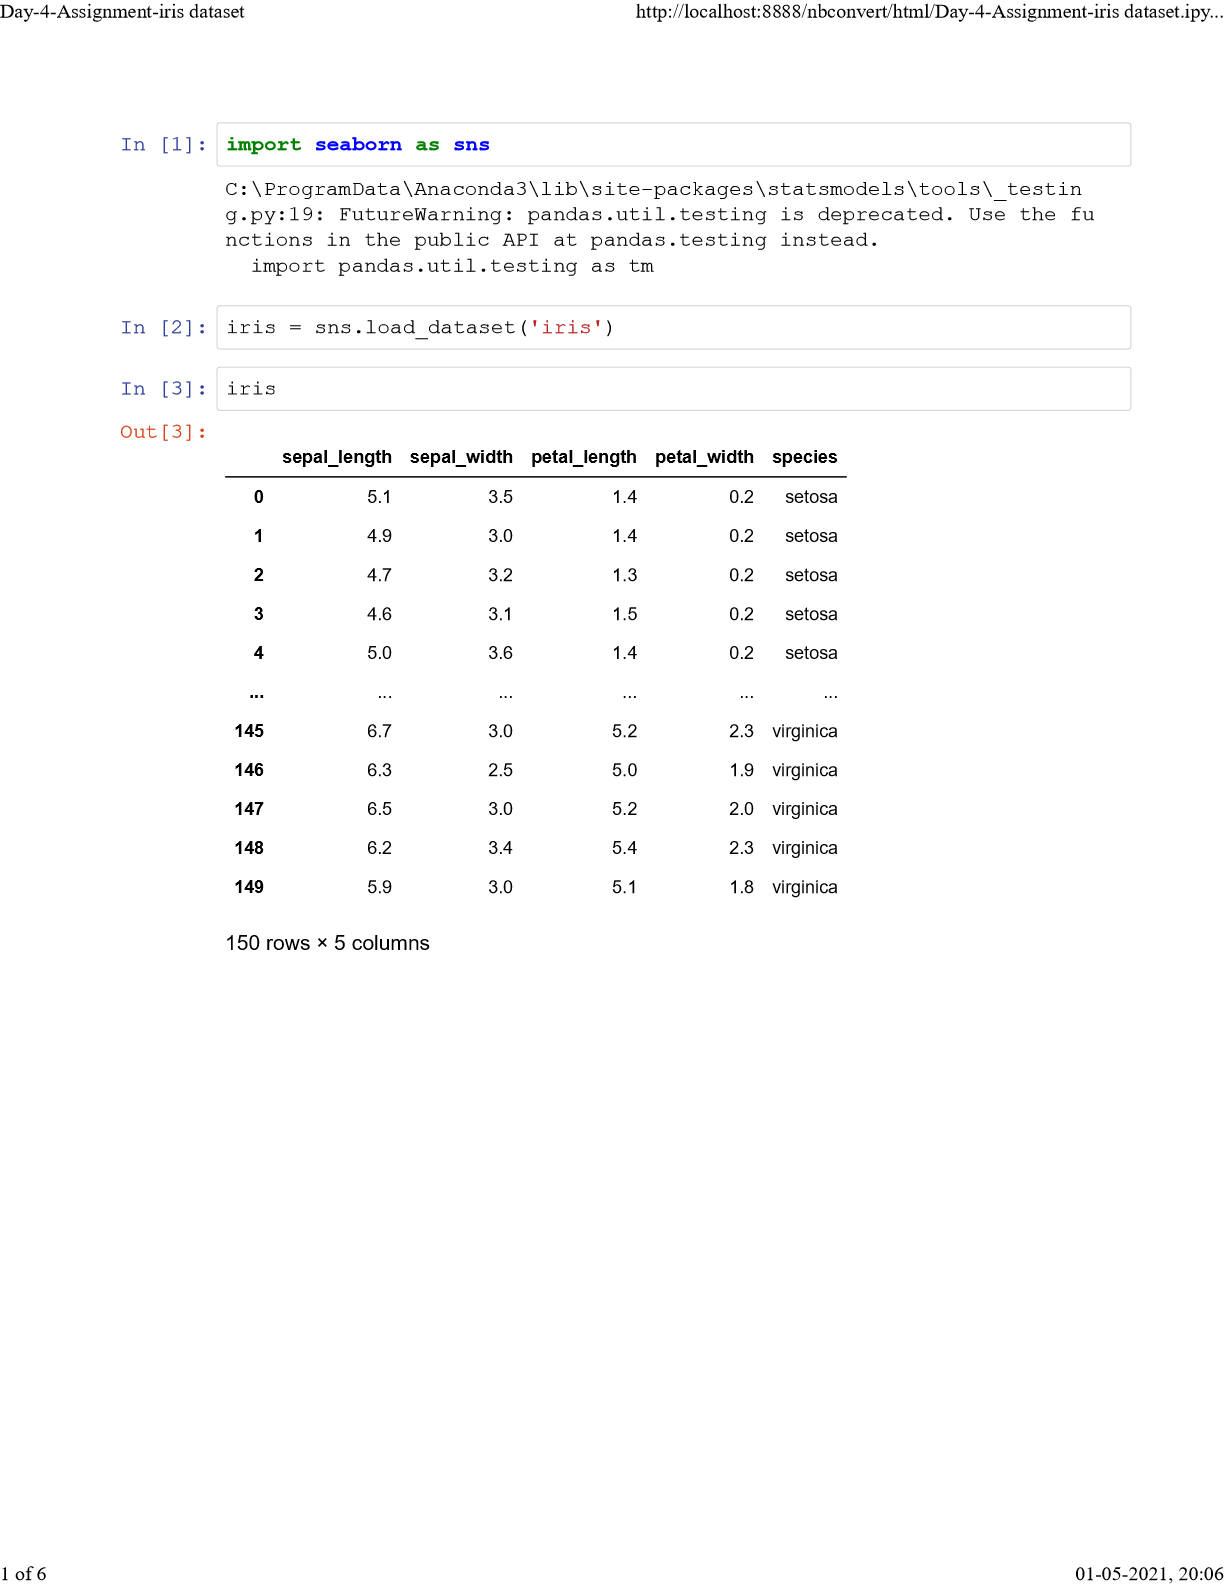 Day-4-Assignment-iris dataset http://localhost:8888/nbconvert/html/Day-4-Assignment-iris dataset.ipy...
In [1]: import seaborn as sns
C:\ProgramData\Anaconda3\lib\site-packages\statsmodels\tools\_testin
g.py:19: FutureWarning: pandas.util.testing is deprecated. Use the fu
nctions in the public API at pandas.testing instead.
  import pandas.util.testing as tm
In [2]: iris = sns.load_dataset('iris')
In [3]: iris
Out[3]:
sepal_length sepal_width petal_length petal_width species
0 5.1 3.5 1.4 0.2 setosa
1 4.9 3.0 1.4 0.2 setosa
2 4.7 3.2 1.3 0.2 setosa
3 4.6 3.1 1.5 0.2 setosa
4 5.0 3.6 1.4 0.2 setosa
... ... ... ... ... ...
145 6.7 3.0 5.2 2.3 virginica
146 6.3 2.5 5.0 1.9 virginica
147 6.5 3.0 5.2 2.0 virginica
148 6.2 3.4 5.4 2.3 virginica
149 5.9 3.0 5.1 1.8 virginica
150 rows × 5 columns
1 of 6 01-05-2021, 20:06